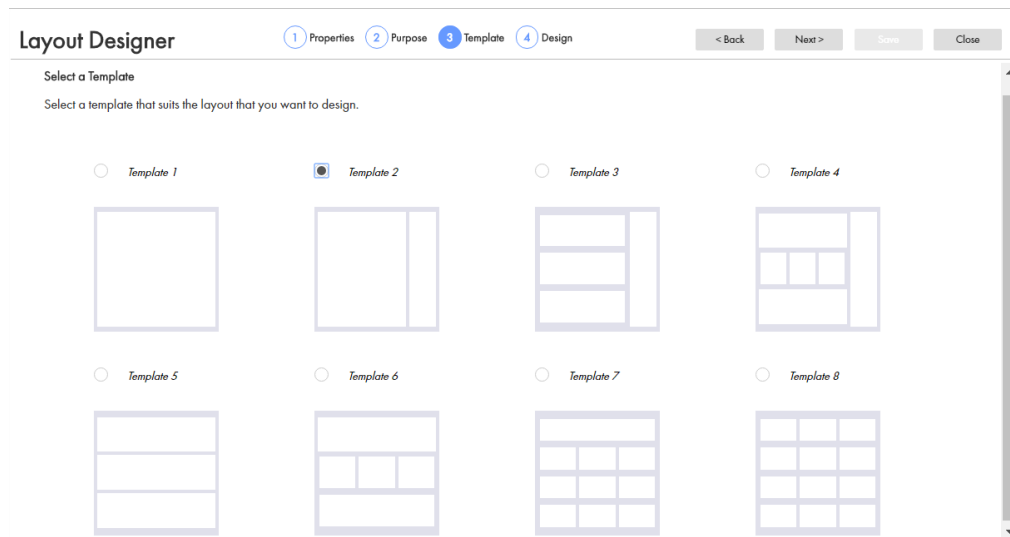 Layout Designer
1 Properties 2 Purpose 3 Template 4 Design
< Back Next > Save Close
Select a Template
Select a template that suits the layout that you want to design.
Template 1 Template 2 Template 3 Template 4
Template 5 Template 6 Template 7 Template 8